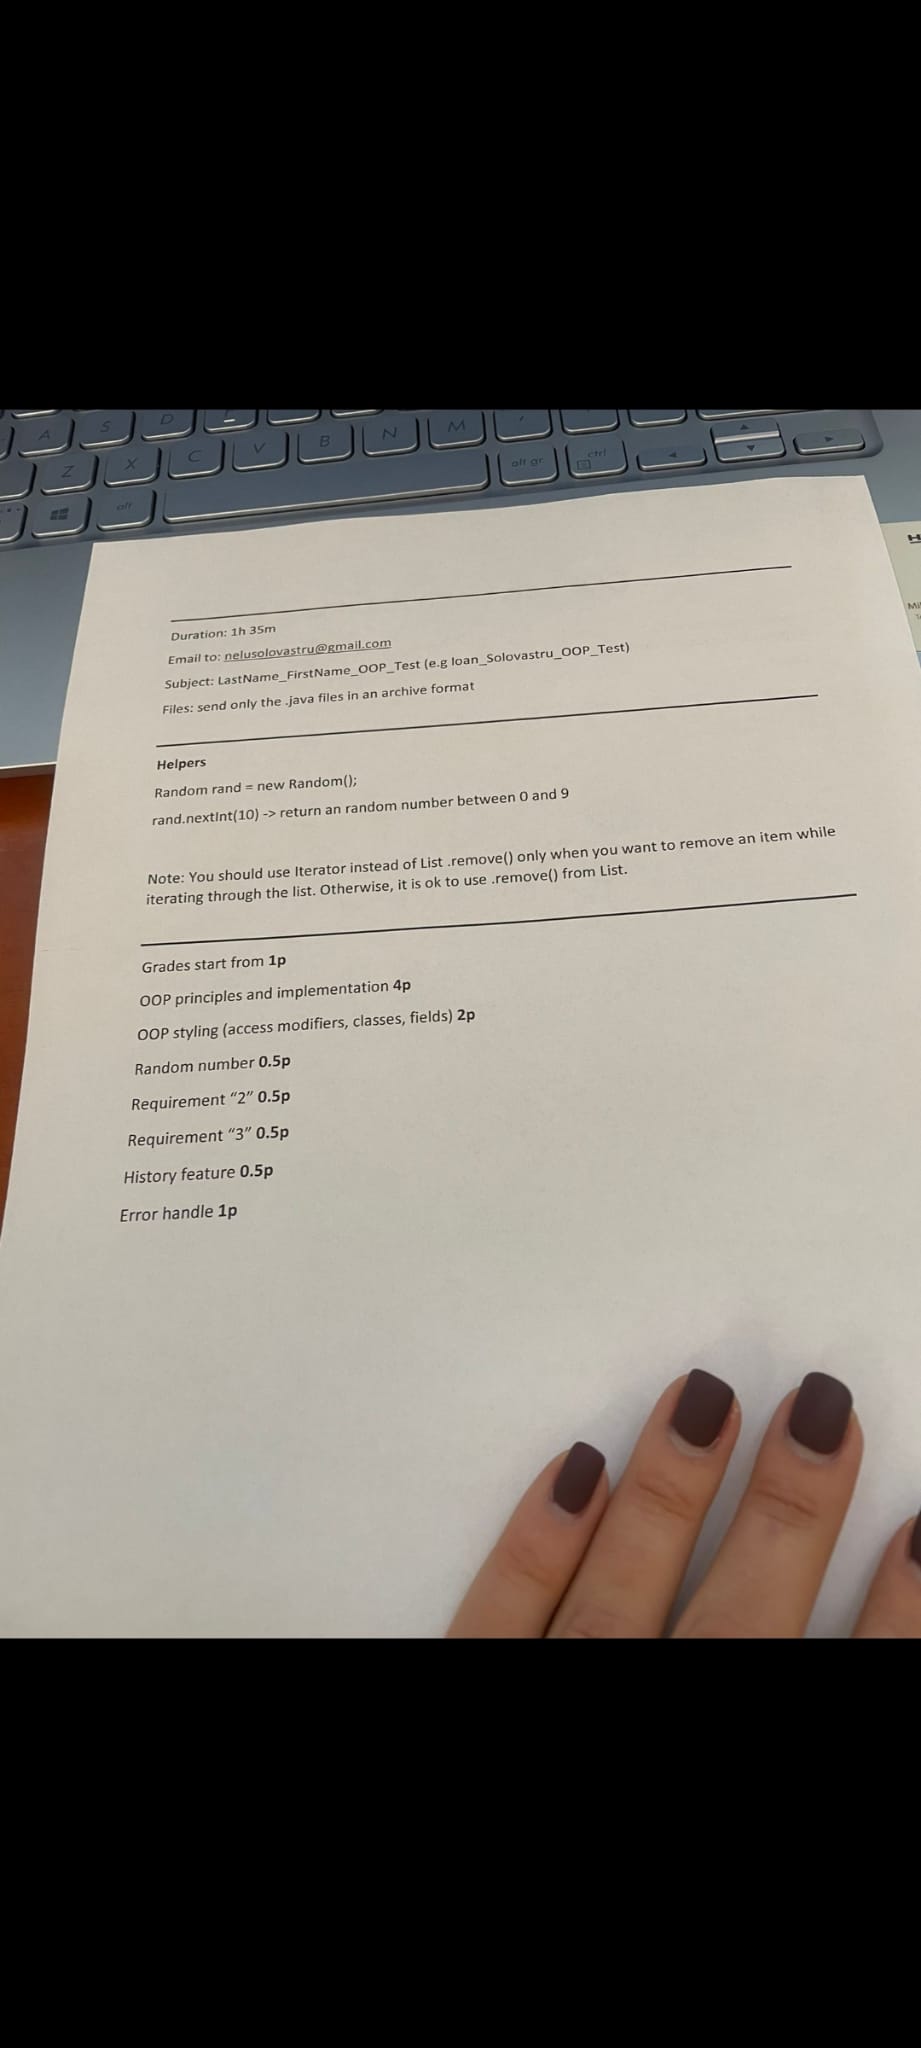 A S D
Z X C V B N M
alt alt gr ctrl
H
Duration: 1h 35m
Email to: nelusolovastru@gmail.com
Subject: LastName_FirstName_OOP_Test (e.g Ioan_Solovastru_OOP_Test)
Files: send only the .java files in an archive format
Helpers
Random rand = new Random();
rand.nextInt(10) -> return an random number between 0 and 9
Note: You should use Iterator instead of List .remove() only when you want to remove an item while
iterating through the list. Otherwise, it is ok to use .remove() from List.
Grades start from 1p
OOP principles and implementation 4p
OOP styling (access modifiers, classes, fields) 2p
Random number 0.5p
Requirement “2” 0.5p
Requirement “3” 0.5p
History feature 0.5p
Error handle 1p